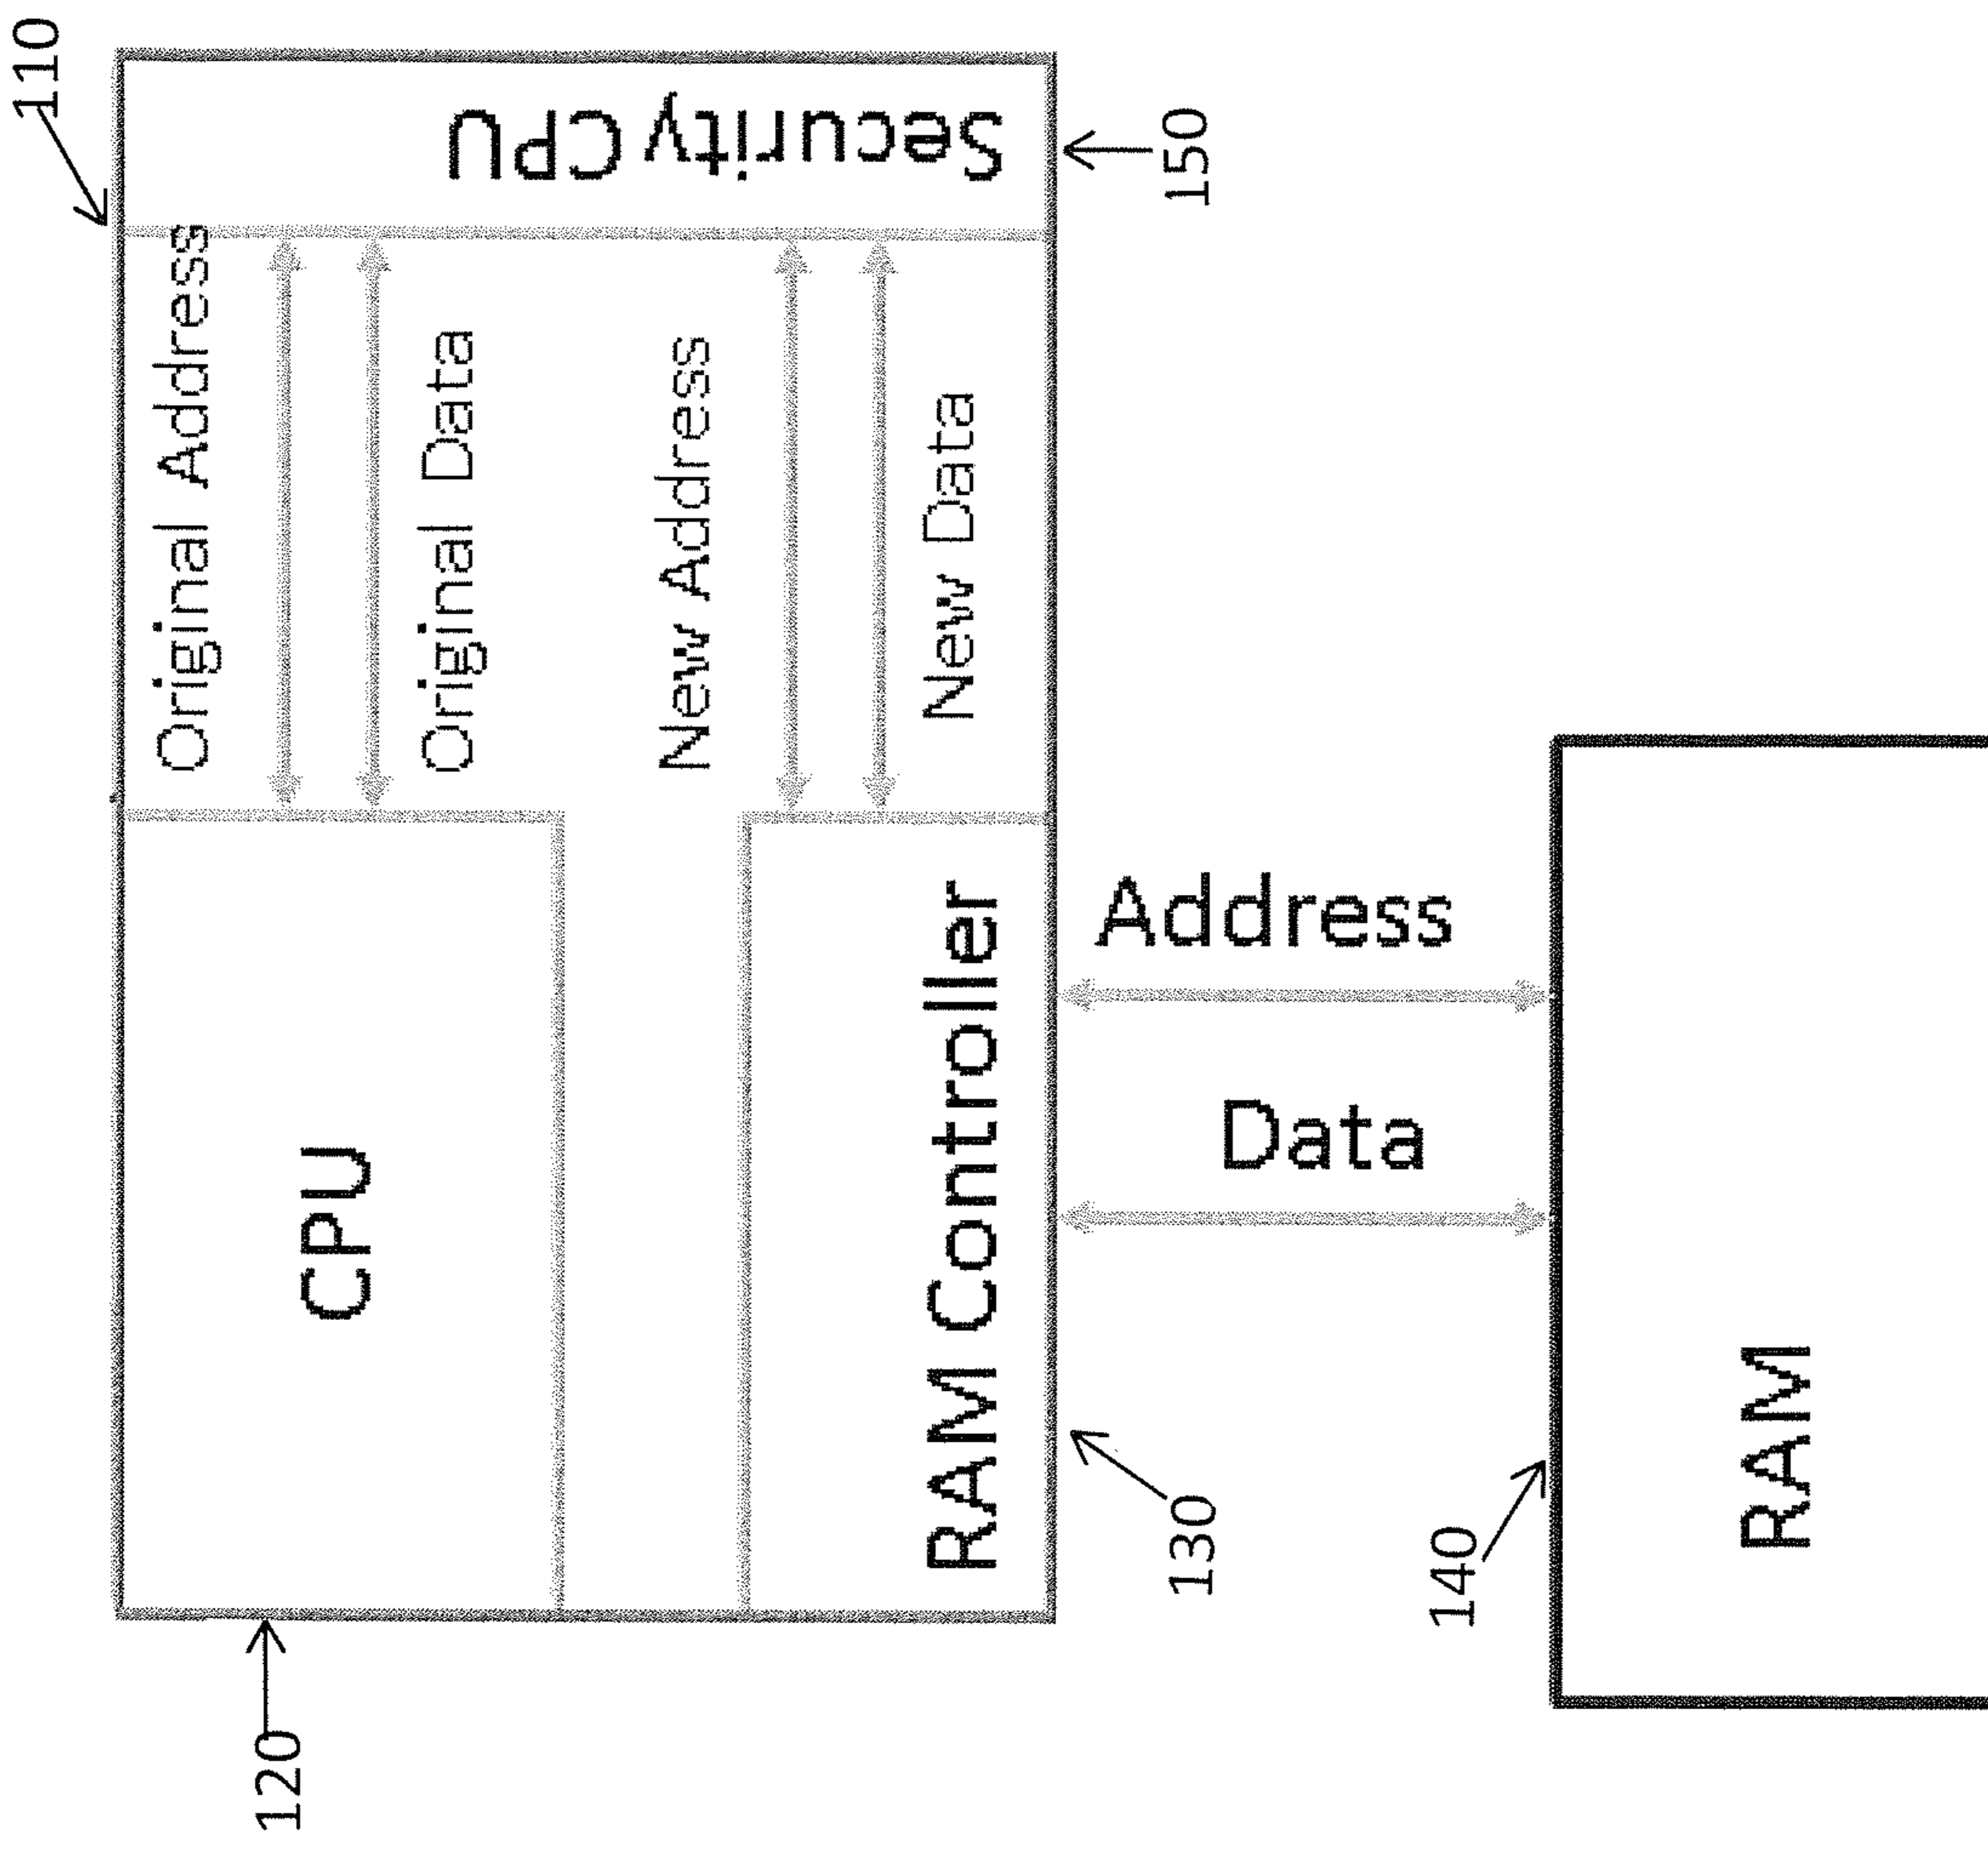 110
Security CPU
150
Original Address
Original Data
New Address
New Data
CPU
RAM Controller
Address
Data
120
130
140
RAM